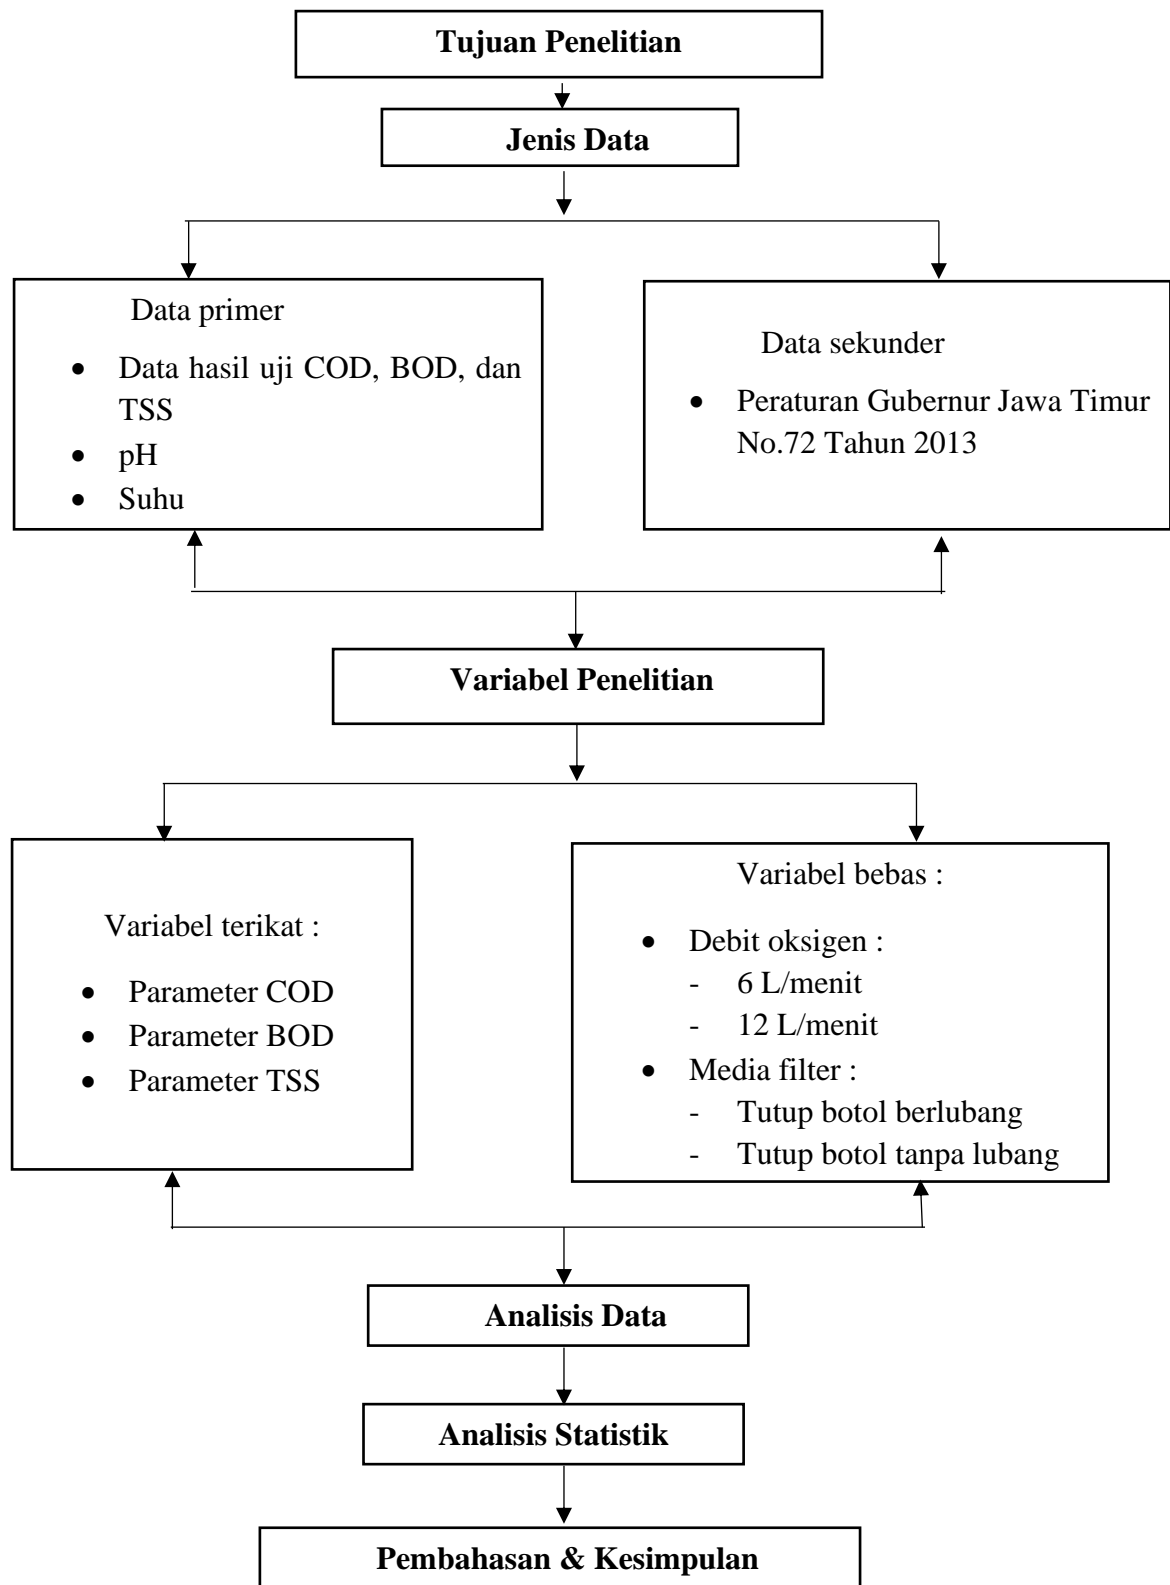 Tujuan Penelitian
Jenis Data
Data primer
• Data hasil uji COD, BOD, dan
TSS
• pH
• Suhu
Data sekunder
• Peraturan Gubernur Jawa Timur
No.72 Tahun 2013
Variabel Penelitian
Variabel terikat :
• Parameter COD
• Parameter BOD
• Parameter TSS
Variabel bebas :
• Debit oksigen :
- 6 L/menit
- 12 L/menit
• Media filter :
- Tutup botol berlubang
- Tutup botol tanpa lubang
Analisis Data
Analisis Statistik
Pembahasan & Kesimpulan